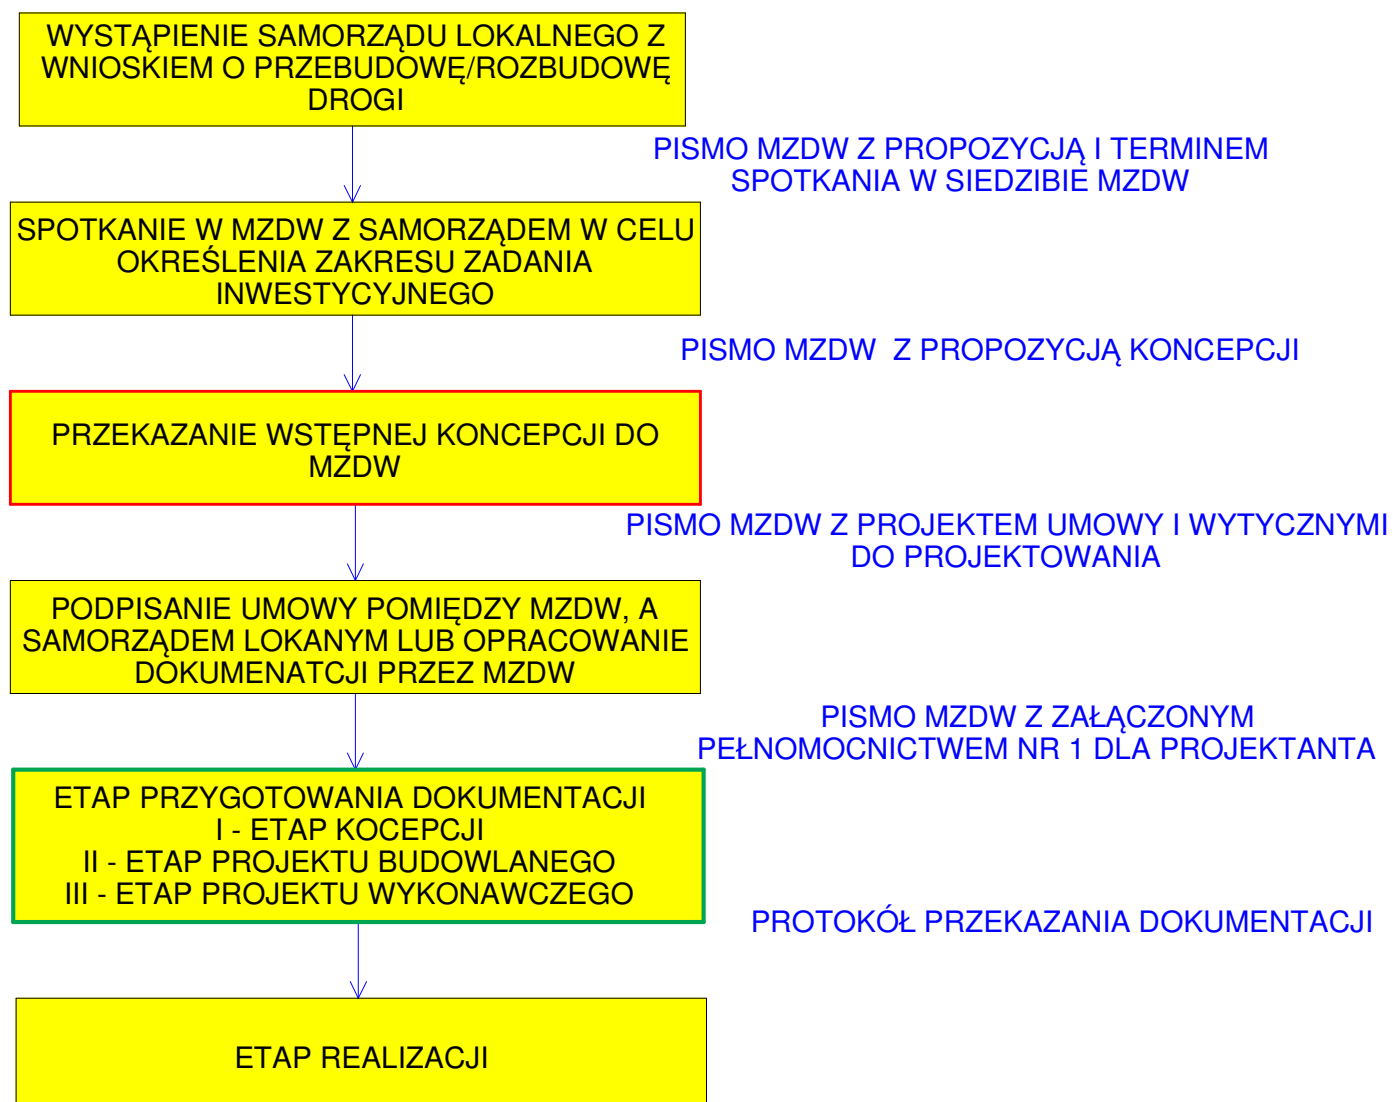 WYSTĄPIENIE SAMORZĄDU LOKALNEGO Z
WNIOSKIEM O PRZEBUDOWĘ/ROZBUDOWĘ
DROGI
PISMO MZDW Z PROPOZYCJĄ I TERMINEM
SPOTKANIA W SIEDZIBIE MZDW
SPOTKANIE W MZDW Z SAMORZĄDEM W CELU
OKREŚLENIA ZAKRESU ZADANIA
INWESTYCYJNEGO
PISMO MZDW Z PROPOZYCJĄ KONCEPCJI
PRZEKAZANIE WSTĘPNEJ KONCEPCJI DO
MZDW
PISMO MZDW Z PROJEKTEM UMOWY I WYTYCZNYMI
DO PROJEKTOWANIA
PODPISANIE UMOWY POMIĘDZY MZDW, A
SAMORZĄDEM LOKANYM LUB OPRACOWANIE
DOKUMENATCJI PRZEZ MZDW
PISMO MZDW Z ZAŁĄCZONYM
PEŁNOMOCNICTWEM NR 1 DLA PROJEKTANTA
ETAP PRZYGOTOWANIA DOKUMENTACJI
I - ETAP KOCEPCJI
II - ETAP PROJEKTU BUDOWLANEGO
III - ETAP PROJEKTU WYKONAWCZEGO
PROTOKÓŁ PRZEKAZANIA DOKUMENTACJI
ETAP REALIZACJI